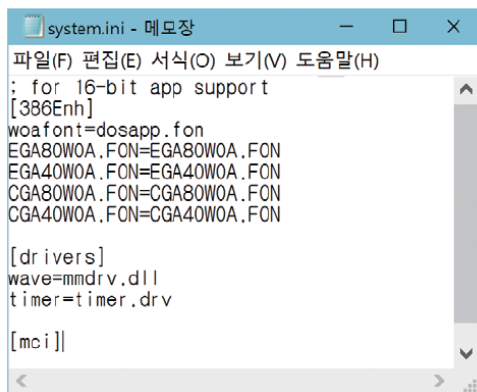 system.ini - 메모장
파일(F) 편집(E) 서식(O) 보기(V) 도움말(H)
; for 16-bit app support
[386Enh]
woafont=dosapp.fon
EGA80WOA.FON=EGA80WOA.FON
EGA40WOA.FON=EGA40WOA.FON
CGA80WOA.FON=CGA80WOA.FON
CGA40WOA.FON=CGA40WOA.FON

[drivers]
wave=mmdrv.dll
timer=timer.drv

[mci]